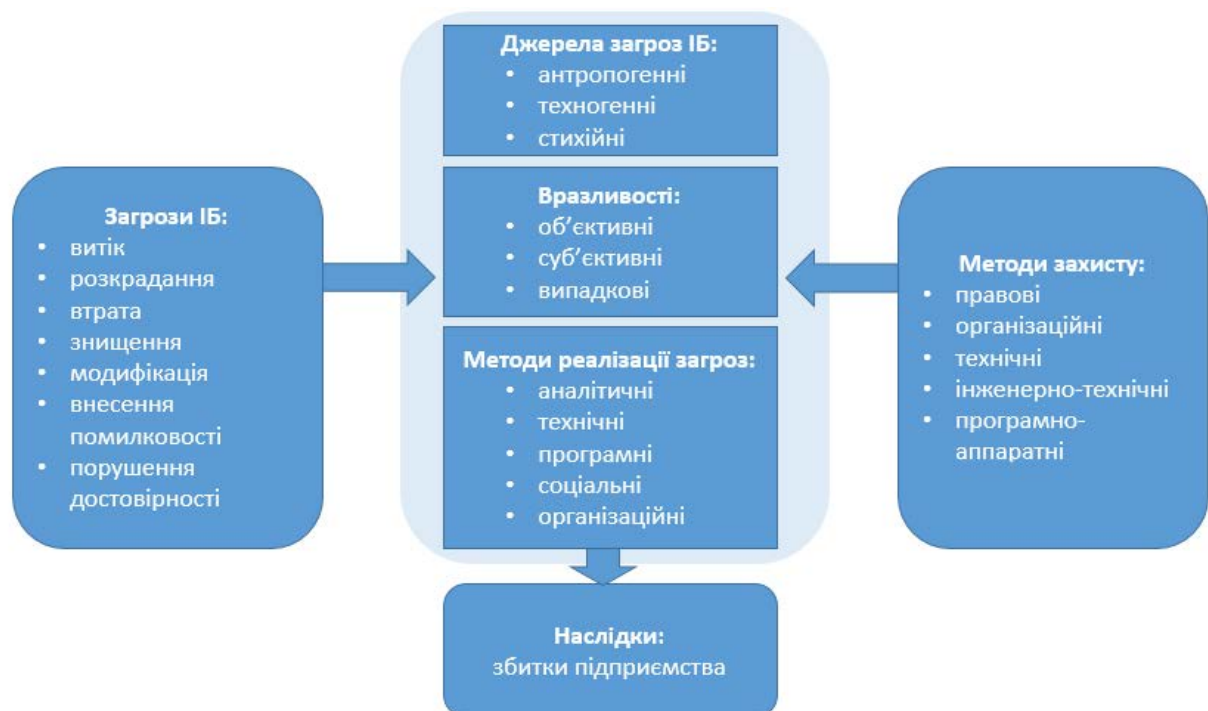 Джерела загроз ІБ:
• антропогенні
• техногенні
• стихійні
Загрози ІБ:
• витік
• розкрадання
• втрата
• знищення
• модифікація
• внесення
помилковості
• порушення
достовірності
Вразливості:
• об’єктивні
• суб’єктивні
• випадкові
Методи реалізації загроз:
• аналітичні
• технічні
• програмні
• соціальні
• організаційні
Методи захисту:
• правові
• організаційні
• технічні
• інженерно-технічні
• програмно-
аппаратні
Наслідки:
збитки підприємства